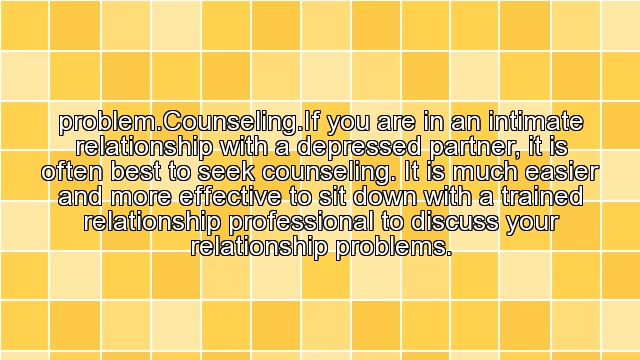 problem.Counseling.If you are in an intimate
relationship with a depressed partner, it is
often best to seek counseling. It is much easier
and more effective to sit down with a trained
relationship professional to discuss your
relationship problems.